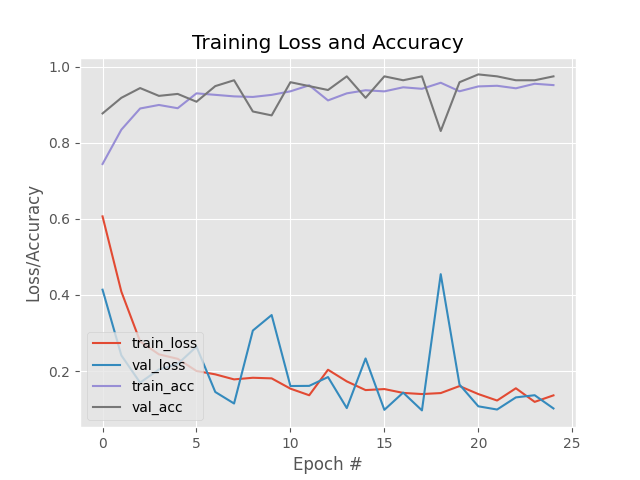 Training Loss and Accuracy
1.0
0.8
0.6
0.4
0.2
Loss/Accuracy
train_loss
val_loss
train_acc
val_acc
0 5 10 15 20 25
Epoch #